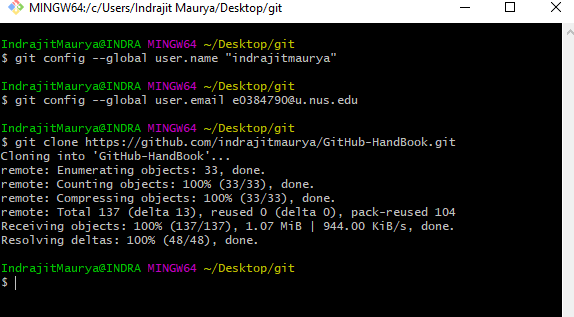 MINGW64:/c/Users/Indrajit Maurya/Desktop/git
IndrajitMaurya@INDRA MINGW64 ~/Desktop/git
$ git config --global user.name "indrajitmaurya"
IndrajitMaurya@INDRA MINGW64 ~/Desktop/git
$ git config --global user.email e0384790@u.nus.edu
IndrajitMaurya@INDRA MINGW64 ~/Desktop/git
$ git clone https://github.com/indrajitmaurya/GitHub-HandBook.git
Cloning into 'GitHub-HandBook'...
remote: Enumerating objects: 33, done.
remote: Counting objects: 100% (33/33), done.
remote: Compressing objects: 100% (33/33), done.
remote: Total 137 (delta 13), reused 0 (delta 0), pack-reused 104
Receiving objects: 100% (137/137), 1.07 MiB | 944.00 KiB/s, done.
Resolving deltas: 100% (48/48), done.
IndrajitMaurya@INDRA MINGW64 ~/Desktop/git
$